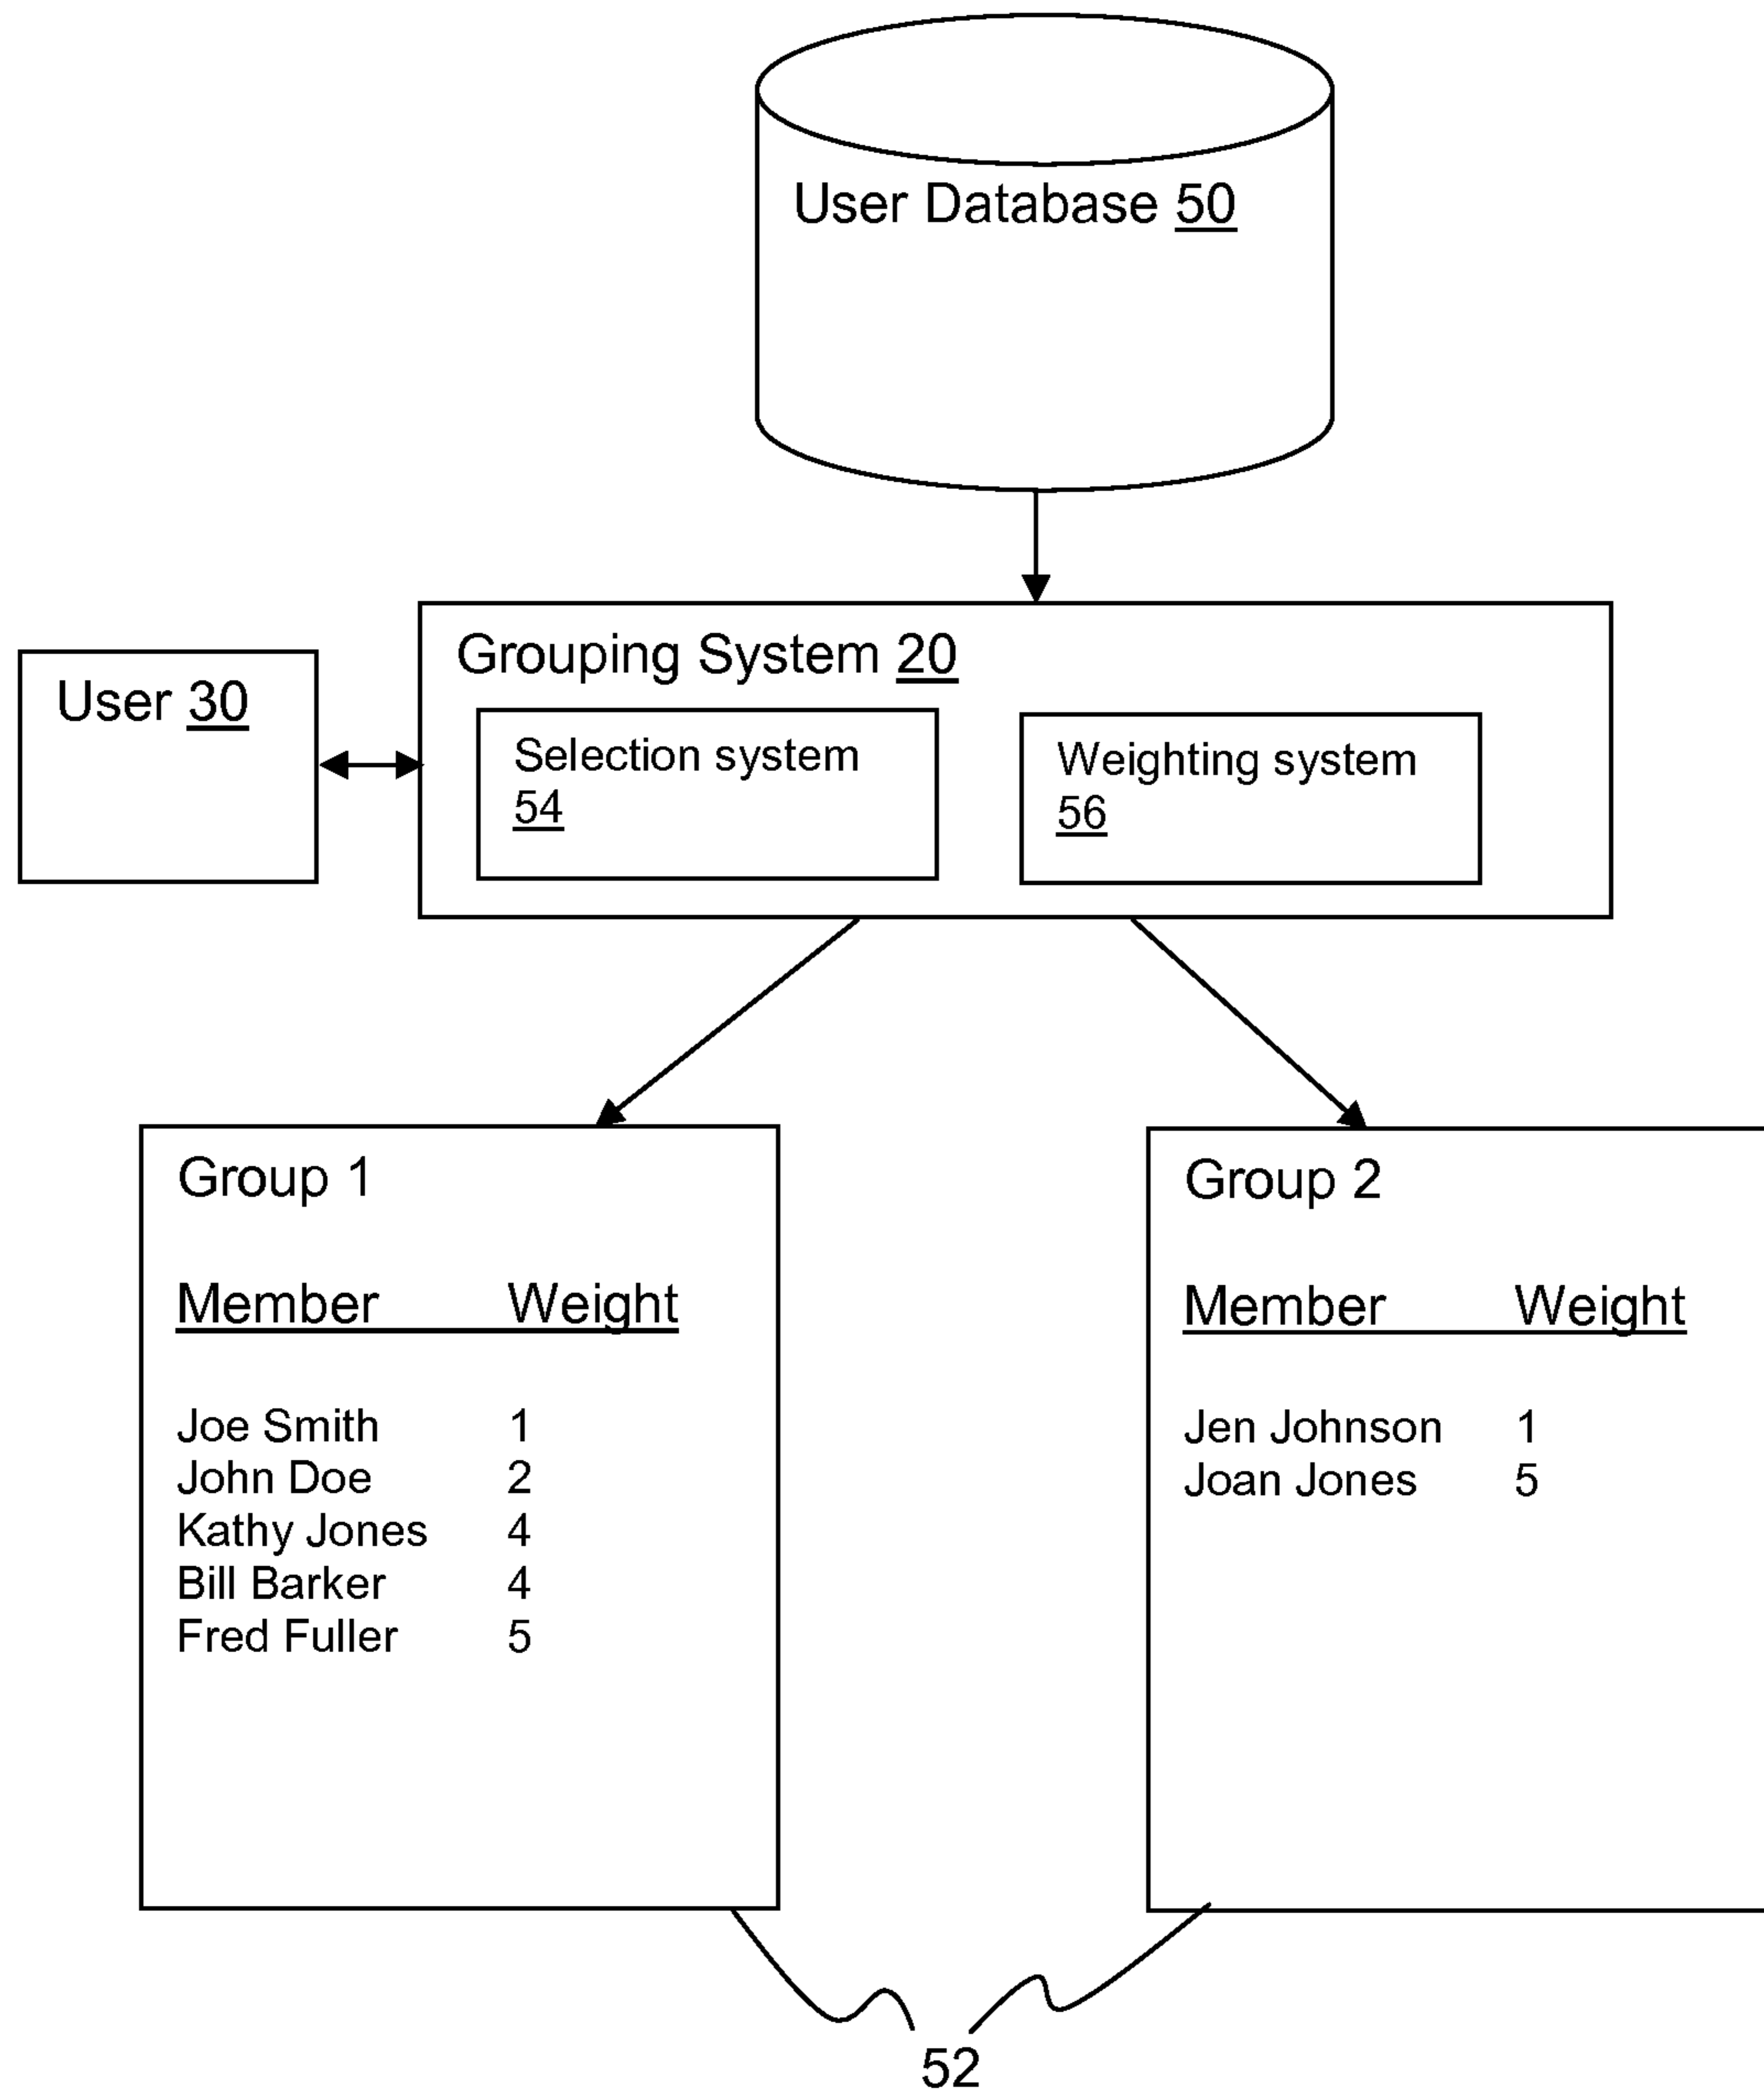 User Database 50
Grouping System 20
User 30
Selection system
54
Weighting system
56
Group 1
Member Weight
Joe Smith 1
John Doe 2
Kathy Jones 4
Bill Barker 4
Fred Fuller 5
Group 2
Member Weight
Jen Johnson 1
Joan Jones 5
52